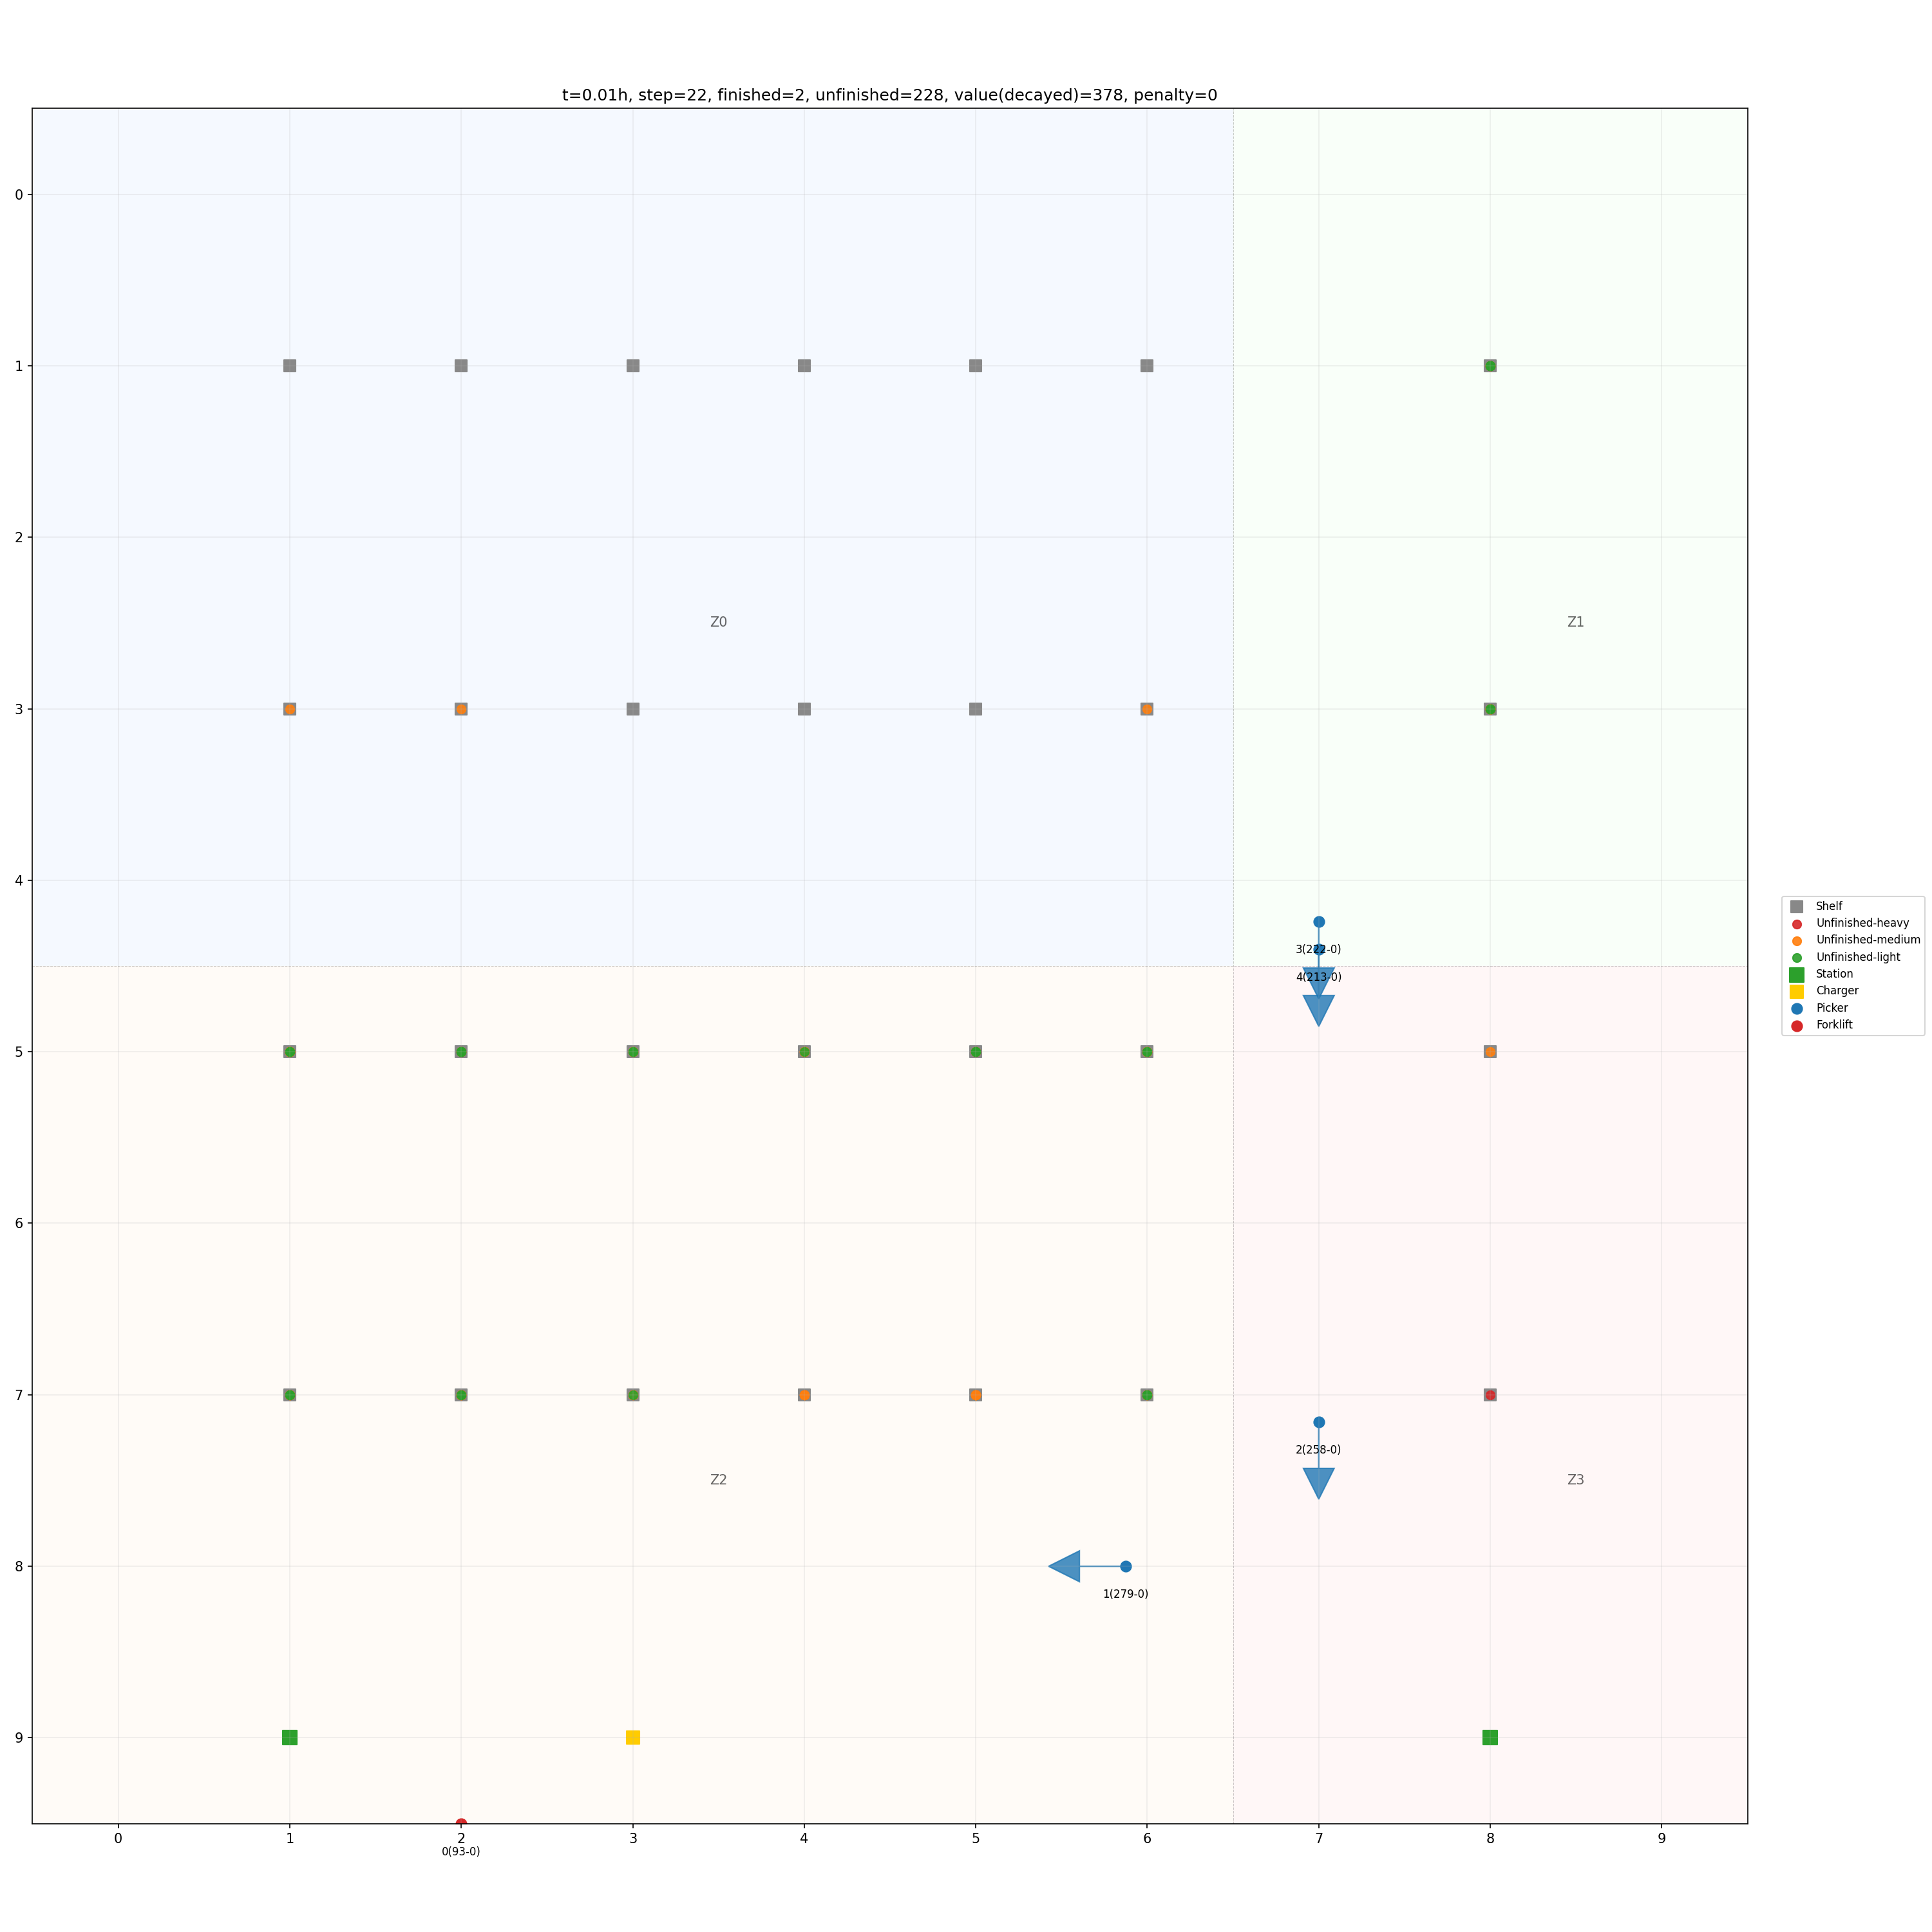 t=0.01h, step=22, finished=2, unfinished=228, value(decayed)=378, penalty=0
0
1
2
Z0
Z1
3
4
3(222-0)
4(213-0)
Shelf
Unfinished-heavy
Unfinished-medium
Unfinished-light
Station
Charger
Picker
Forklift
5
6
7
2(258-0)
Z2
Z3
8
1(279-0)
9
0 1 2 3 4 5 6 7 8 9
0(93-0)